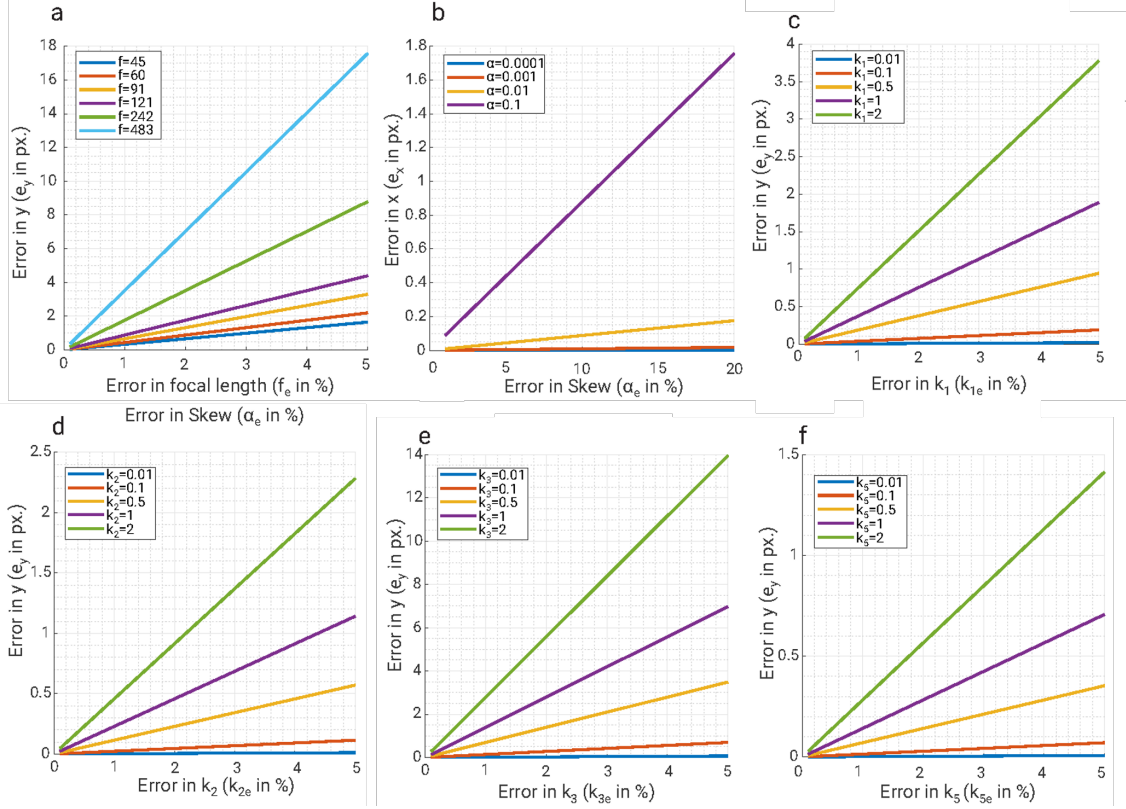 a
18
16
14
12
10
8
6
4
2
0
f=45
f=60
f=91
f=121
f=242
f=483
Error in y (e_y in px.)
0 1 2 3 4 5
Error in focal length (f_e in %)
Error in Skew (α_e in %)
b
1.8
1.6
1.4
1.2
1
0.8
0.6
0.4
0.2
0
α=0.0001
α=0.001
α=0.01
α=0.1
Error in x (e_x in px.)
0 5 10 15 20
Error in Skew (α_e in %)
c
4
3.5
3
2.5
2
1.5
1
0.5
0
k_1=0.01
k_1=0.1
k_1=0.5
k_1=1
k_1=2
Error in y (e_y in px.)
0 1 2 3 4 5
Error in k_1 (k_1e in %)
d
2.5
2
1.5
1
0.5
0
k_2=0.01
k_2=0.1
k_2=0.5
k_2=1
k_2=2
Error in y (e_y in px.)
0 1 2 3 4 5
Error in k_2 (k_2e in %)
e
14
12
10
8
6
4
2
0
k_3=0.01
k_3=0.1
k_3=0.5
k_3=1
k_3=2
Error in y (e_y in px.)
0 1 2 3 4 5
Error in k_3 (k_3e in %)
f
1.5
1
0.5
0
k_5=0.01
k_5=0.1
k_5=0.5
k_5=1
k_5=2
Error in y (e_y in px.)
0 1 2 3 4 5
Error in k_5 (k_5e in %)